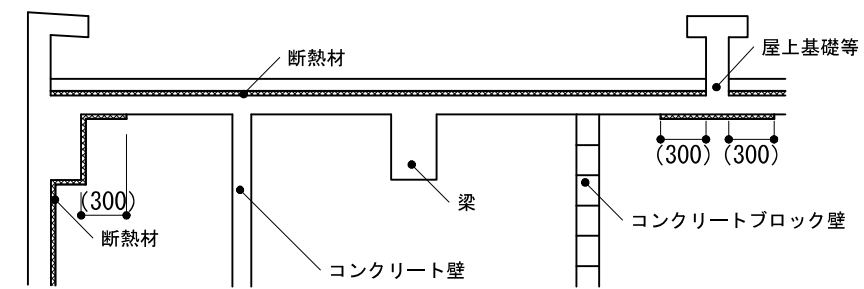 断熱材
屋上基礎等
(300)
(300)
(300)
梁
コンクリートブロック壁
断熱材
コンクリート壁